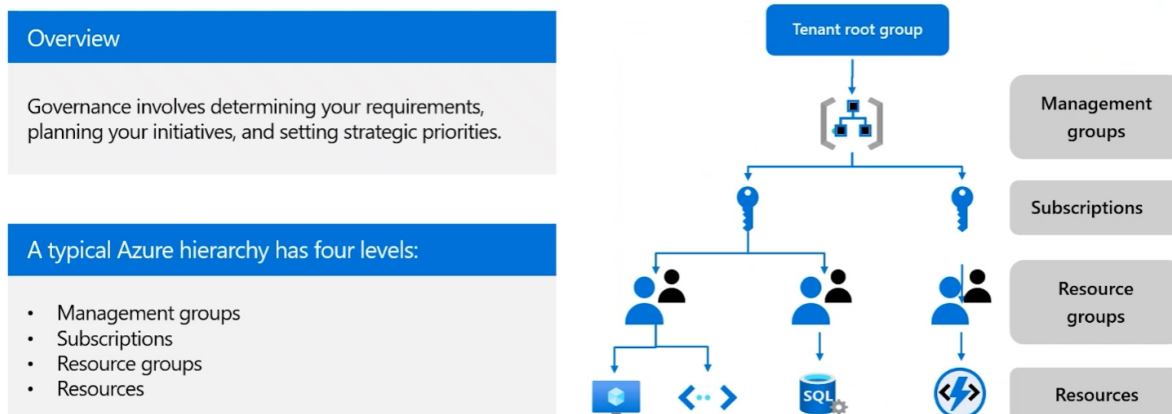 Overview
Governance involves determining your requirements,
planning your initiatives, and setting strategic priorities.
A typical Azure hierarchy has four levels:
• Management groups
• Subscriptions
• Resource groups
• Resources
Tenant root group
Management
groups
Subscriptions
Resource
groups
Resources
SQL